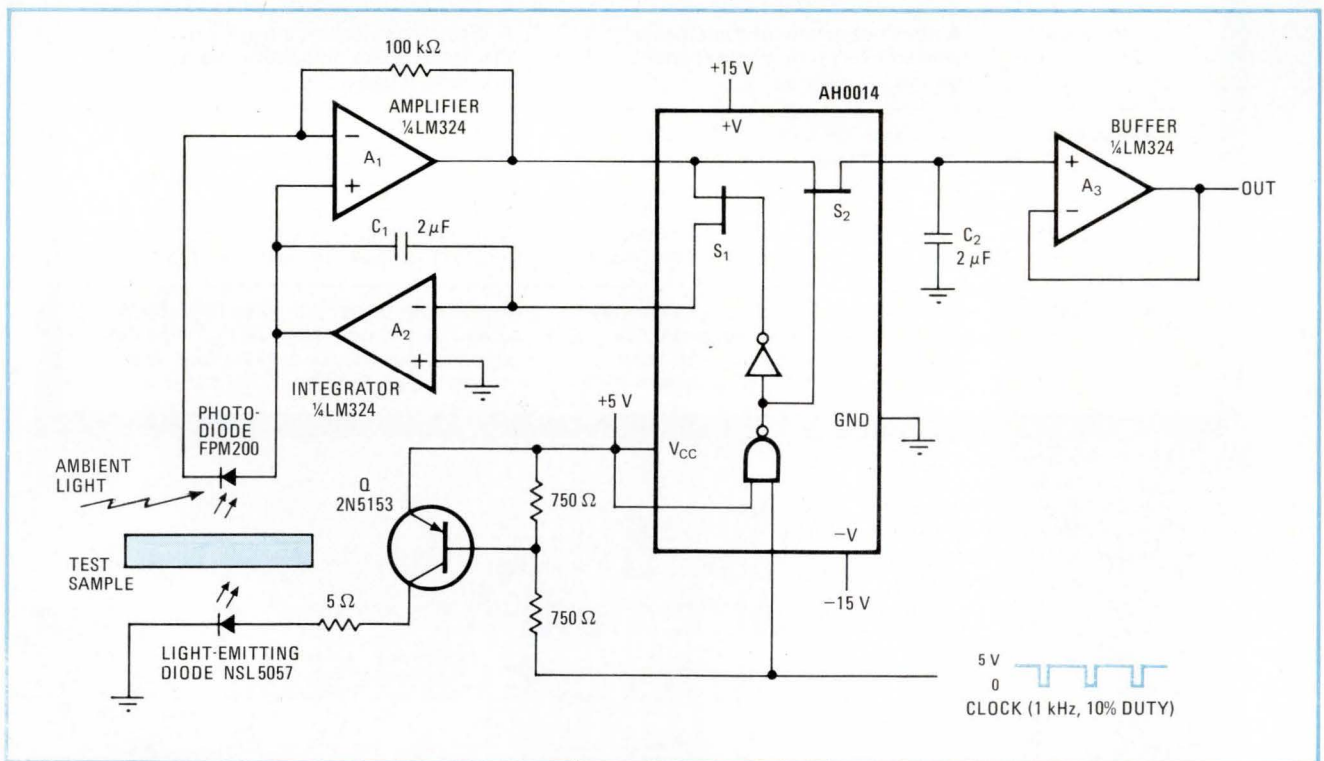 100 kΩ
AMPLIFIER
¼LM324
A1
−
+
C1
2 μF
A2
−
+
INTEGRATOR
¼LM324
PHOTO-
DIODE
FPM200
AMBIENT
LIGHT
TEST
SAMPLE
LIGHT-EMITTING
DIODE NSL5057
5 Ω
Q
2N5153
750 Ω
750 Ω
+5 V
+15 V
AH0014
+V
S1
S2
VCC
GND
−V
−15 V
C2
2 μF
BUFFER
¼LM324
+
A3
−
OUT
5 V
0
CLOCK (1 kHz, 10% DUTY)